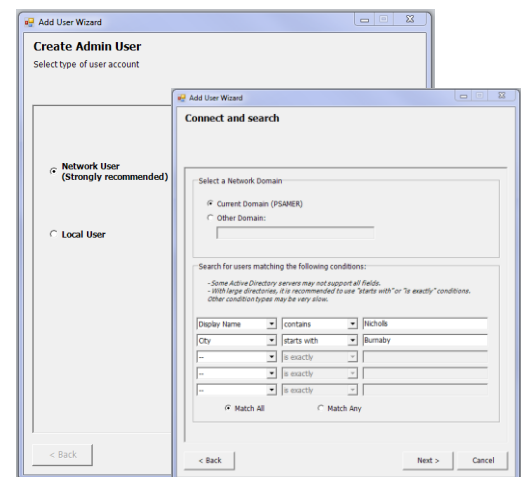 Add User Wizard
Create Admin User
Select type of user account
Network User
(Strongly recommended)
Local User
< Back
Add User Wizard
Connect and search
Select a Network Domain
Current Domain (PSAMER)
Other Domain:
Search for users matching the following conditions:
- Some Active Directory servers may not support all fields.
- With large directories, it is recommended to use "starts with" or "is exactly" conditions.
Other condition types may be very slow.
Display Name contains Nicholls
City starts with Burnaby
-- is exactly
-- is exactly
-- is exactly
Match All Match Any
< Back Next > Cancel